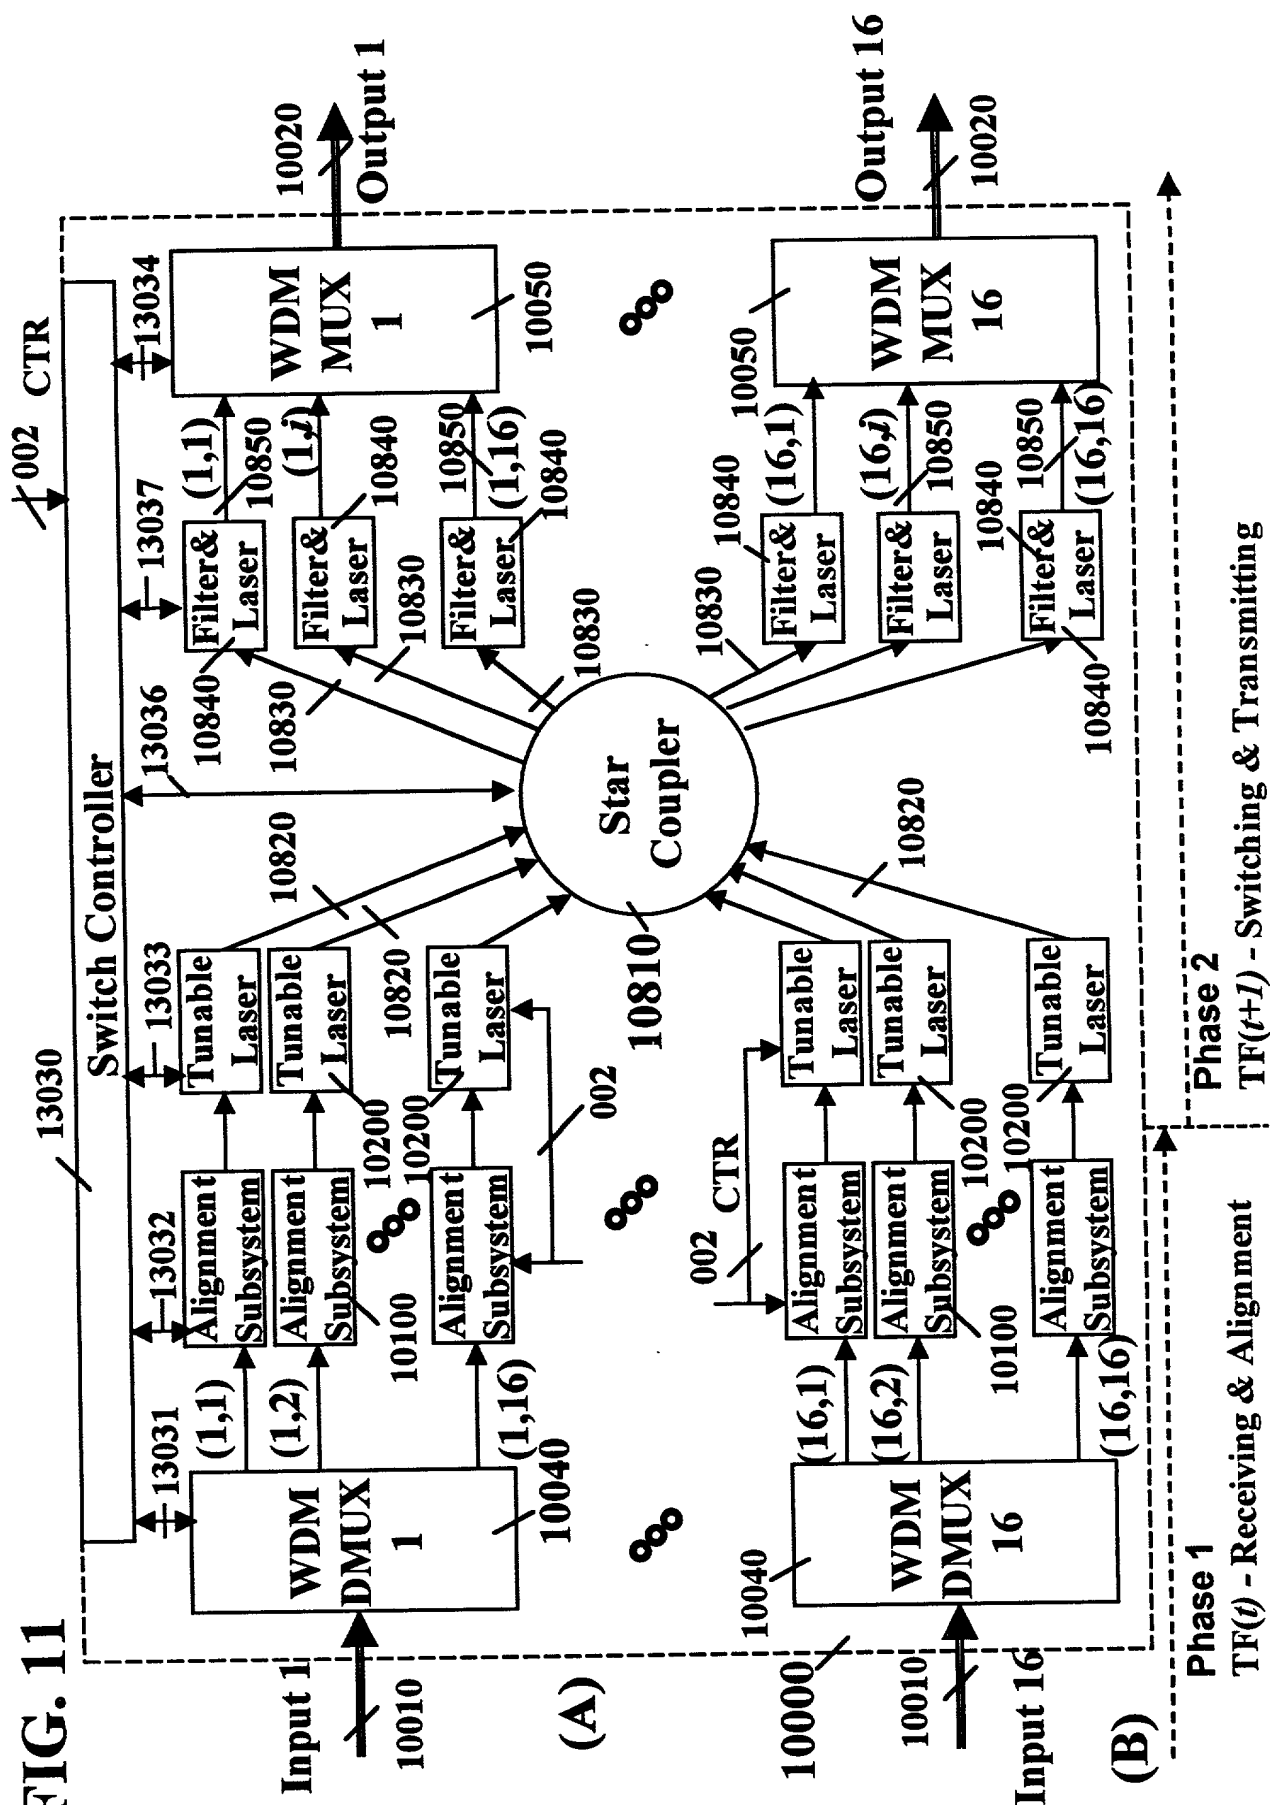 FIG. 11
002 CTR
13030
Switch Controller
13031
13032
13033
13036
13037
13034
Input 1
10010
WDM
DMUX
1
10040
(1,1)
(1,2)
(1,16)
Alignment
Subsystem
Alignment
Subsystem
10100
Alignment
Subsystem
Tunable
Laser
Tunable
Laser
10200
10200
Tunable
Laser
002
10820
10820
Star
Coupler
10810
10840
10830
10830
10830
Filter&
Laser
Filter&
Laser
Filter&
Laser
(1,1)
10850
(1,i)
10840
10850
(1,16)
10840
WDM
MUX
1
10050
10020
Output 1
(A)
10000
Input 16
10010
10040
WDM
DMUX
16
(16,1)
(16,2)
(16,16)
002 CTR
Alignment
Subsystem
Alignment
Subsystem
10100
Alignment
Subsystem
Tunable
Laser
Tunable
Laser
10200
10200
Tunable
Laser
10820
10830
10840
Filter&
Laser
Filter&
Laser
10840
Filter&
Laser
10840
10050
(16,1)
(16,i)
10850
10850
(16,16)
WDM
MUX
16
Output 16
10020
(B)
Phase 1
TF(t) - Receiving & Alignment
Phase 2
TF(t+1) - Switching & Transmitting